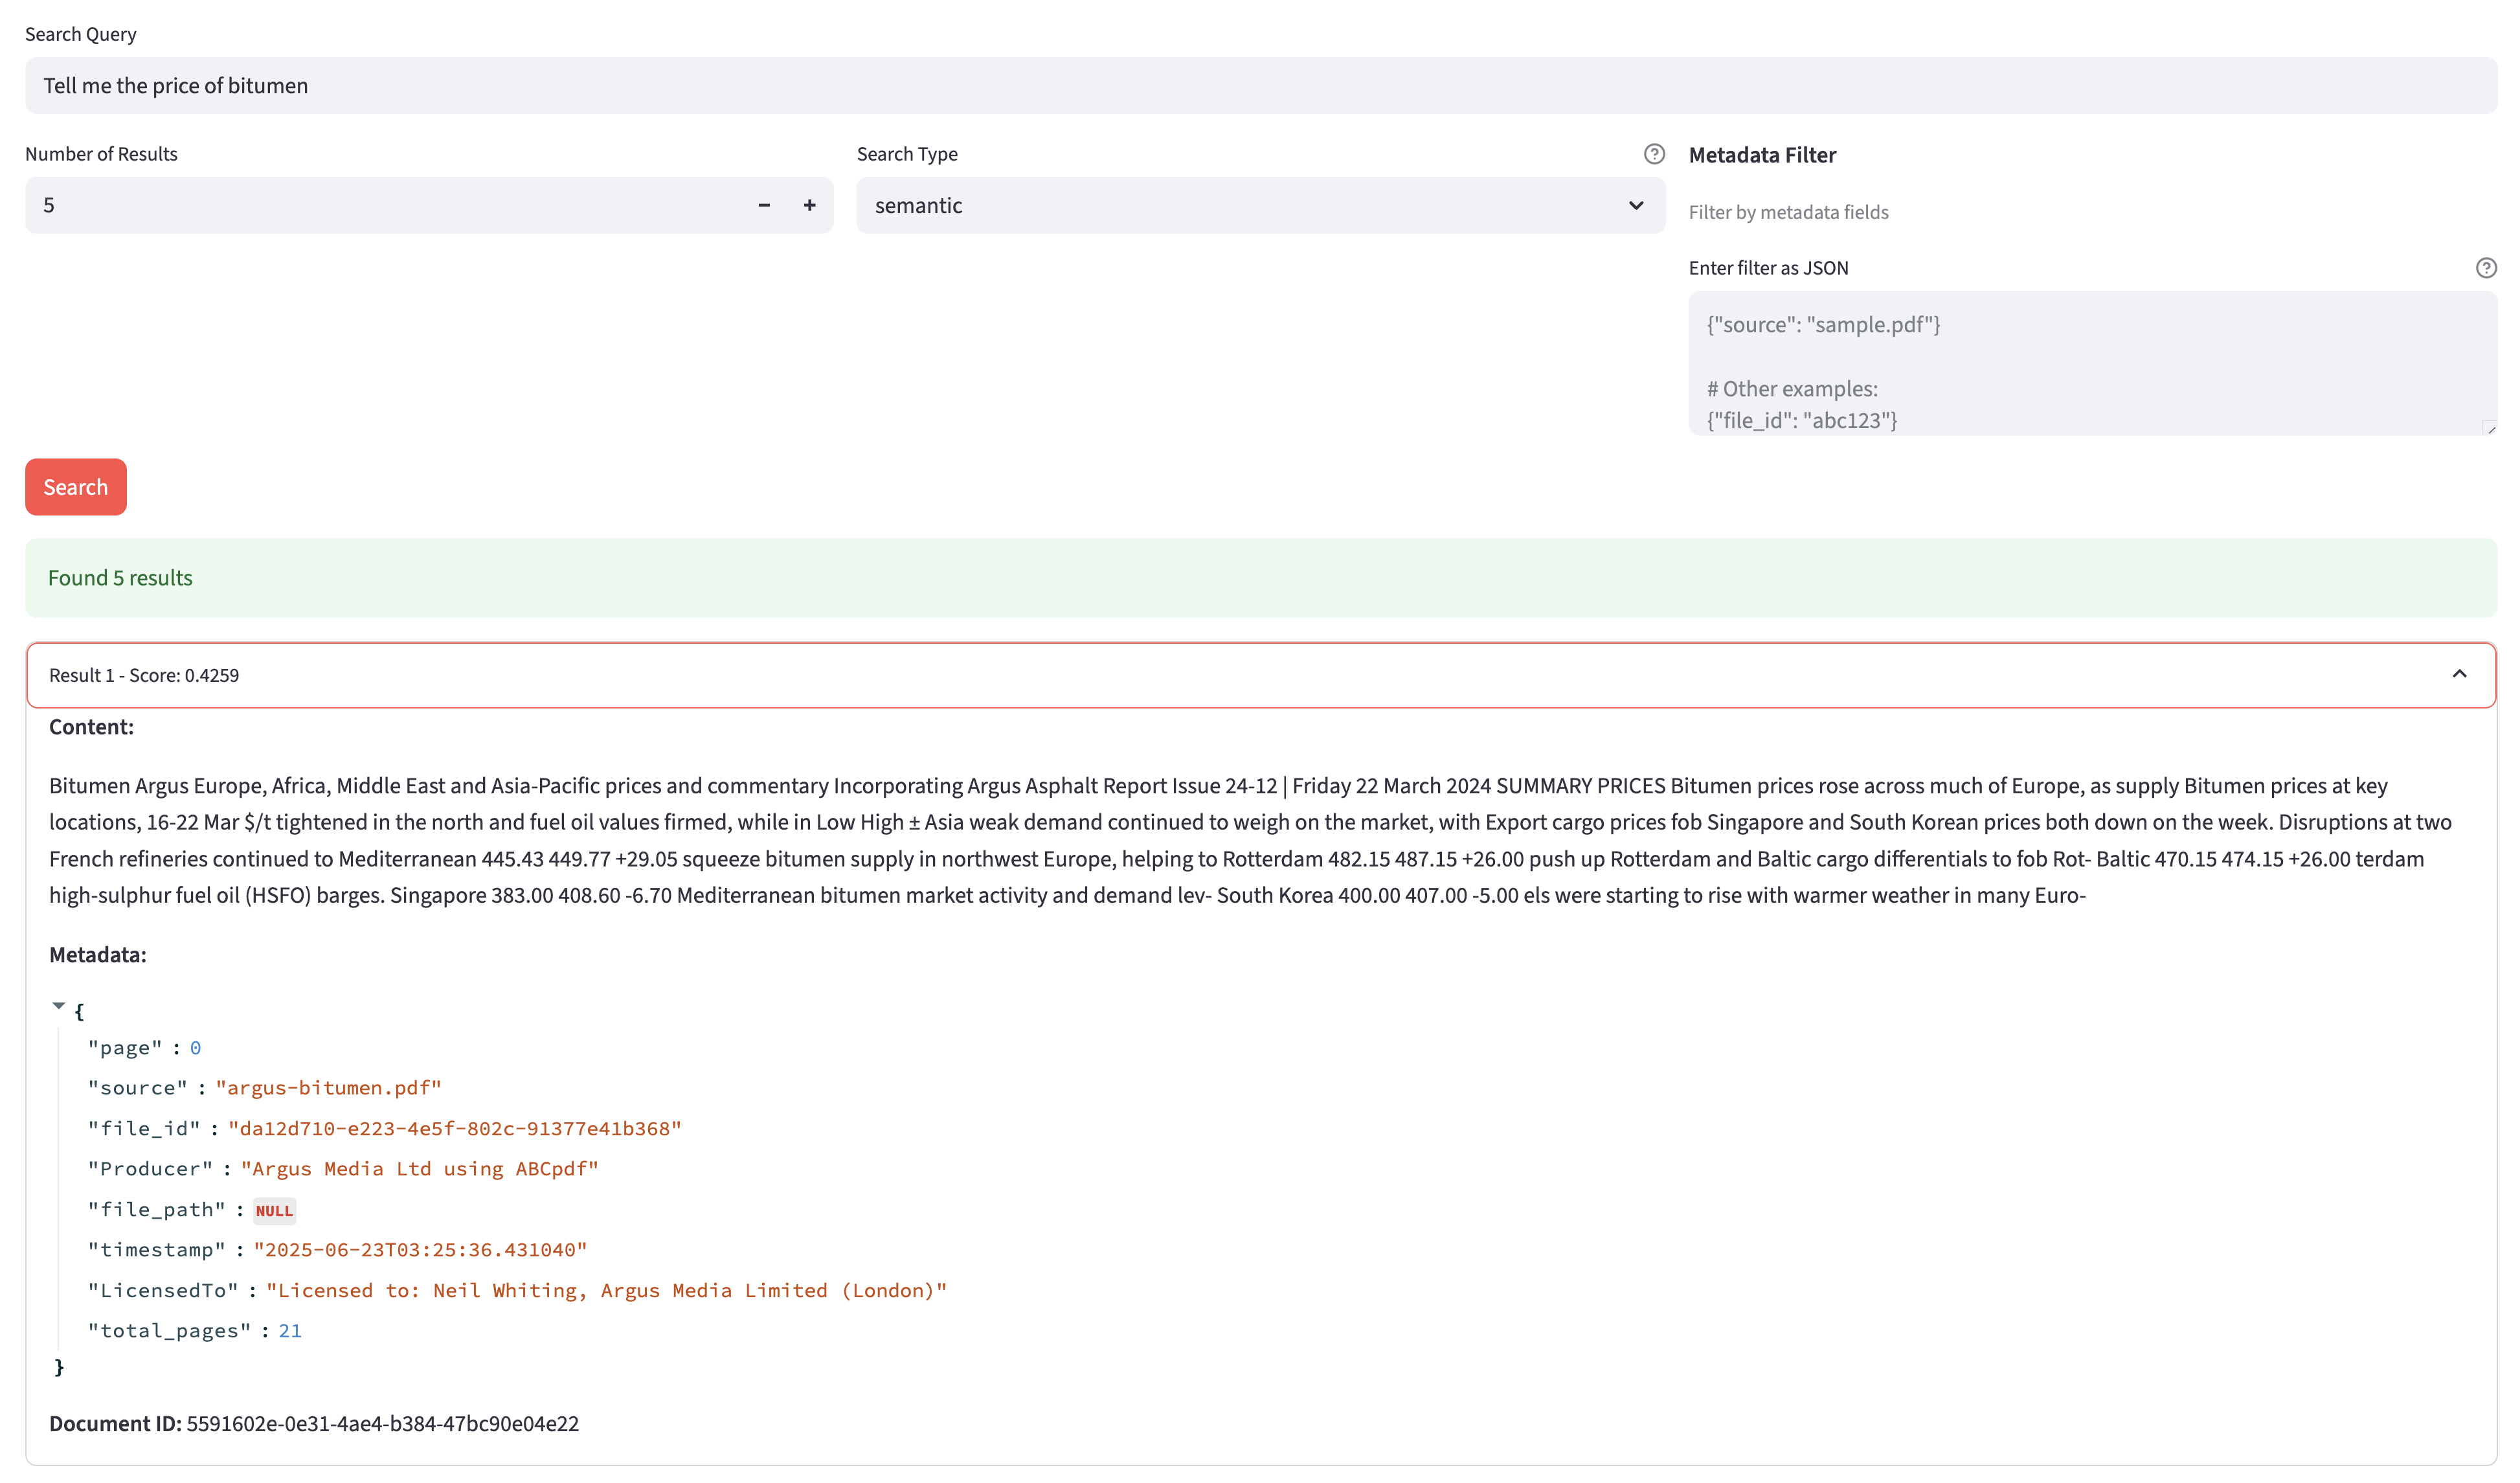 Search Query
Tell me the price of bitumen
Number of Results
5
Search Type
semantic
Metadata Filter
Filter by metadata fields
Enter filter as JSON
{"source": "sample.pdf"}
# Other examples:
{"file_id": "abc123"}
Search
Found 5 results
Result 1 - Score: 0.4259
Content:
Bitumen Argus Europe, Africa, Middle East and Asia-Pacific prices and commentary Incorporating Argus Asphalt Report Issue 24-12 | Friday 22 March 2024 SUMMARY PRICES Bitumen prices rose across much of Europe, as supply Bitumen prices at key
locations, 16-22 Mar $/t tightened in the north and fuel oil values firmed, while in Low High ± Asia weak demand continued to weigh on the market, with Export cargo prices fob Singapore and South Korean prices both down on the week. Disruptions at two
French refineries continued to Mediterranean 445.43 449.77 +29.05 squeeze bitumen supply in northwest Europe, helping to Rotterdam 482.15 487.15 +26.00 push up Rotterdam and Baltic cargo differentials to fob Rot- Baltic 470.15 474.15 +26.00 terdam
high-sulphur fuel oil (HSFO) barges. Singapore 383.00 408.60 -6.70 Mediterranean bitumen market activity and demand lev- South Korea 400.00 407.00 -5.00 els were starting to rise with warmer weather in many Euro-
Metadata:
{
"page" : 0
"source" : "argus-bitumen.pdf"
"file_id" : "da12d710-e223-4e5f-802c-91377e41b368"
"Producer" : "Argus Media Ltd using ABCpdf"
"file_path" : NULL
"timestamp" : "2025-06-23T03:25:36.431040"
"LicensedTo" : "Licensed to: Neil Whiting, Argus Media Limited (London)"
"total_pages" : 21
}
Document ID: 5591602e-0e31-4ae4-b384-47bc90e04e22